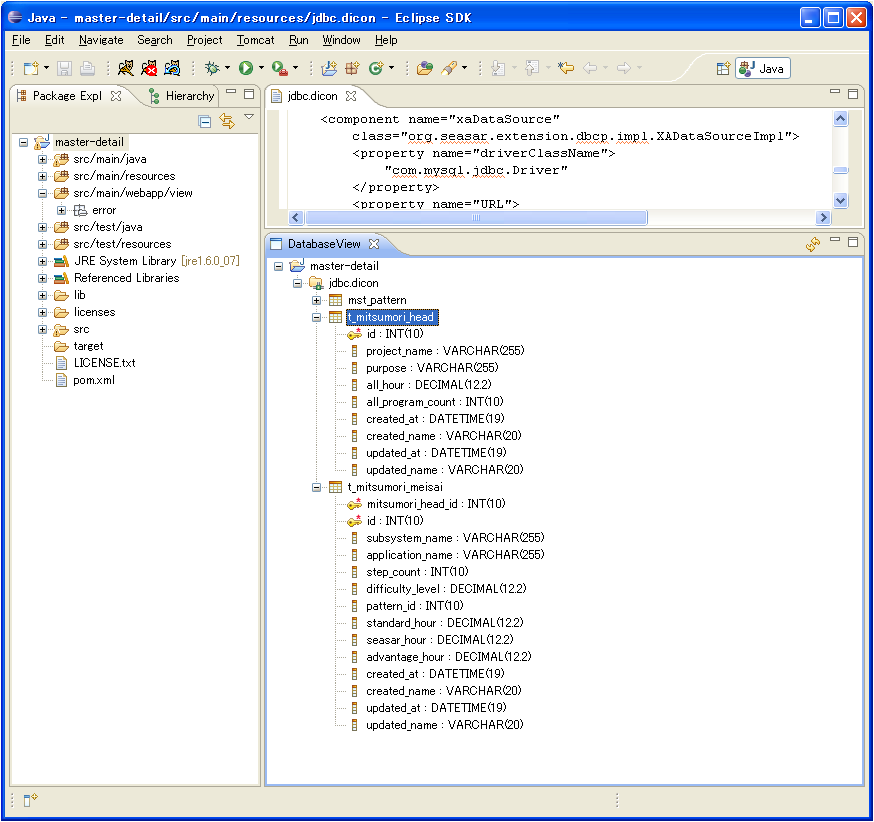 Java - master-detail/src/main/resources/jdbc.dicon - Eclipse SDK
File Edit Navigate Search Project Tomcat Run Window Help
Java
Package Expl
Hierarchy
master-detail
src/main/java
src/main/resources
src/main/webapp/view
error
src/test/java
src/test/resources
JRE System Library [jre1.6.0_07]
Referenced Libraries
lib
licenses
src
target
LICENSE.txt
pom.xml
jdbc.dicon
<component name="xaDataSource"
class="org.seasar.extension.dbcp.impl.XADataSourceImpl">
<property name="driverClassName">
"com.mysql.jdbc.Driver"
</property>
<property name="URL">
DatabaseView
master-detail
jdbc.dicon
mst_pattern
t_mitsumori_head
id : INT(10)
project_name : VARCHAR(255)
purpose : VARCHAR(255)
all_hour : DECIMAL(12.2)
all_program_count : INT(10)
created_at : DATETIME(19)
created_name : VARCHAR(20)
updated_at : DATETIME(19)
updated_name : VARCHAR(20)
t_mitsumori_meisai
mitsumori_head_id : INT(10)
id : INT(10)
subsystem_name : VARCHAR(255)
application_name : VARCHAR(255)
step_count : INT(10)
difficulty_level : DECIMAL(12.2)
pattern_id : INT(10)
standard_hour : DECIMAL(12.2)
seasar_hour : DECIMAL(12.2)
advantage_hour : DECIMAL(12.2)
created_at : DATETIME(19)
created_name : VARCHAR(20)
updated_at : DATETIME(19)
updated_name : VARCHAR(20)